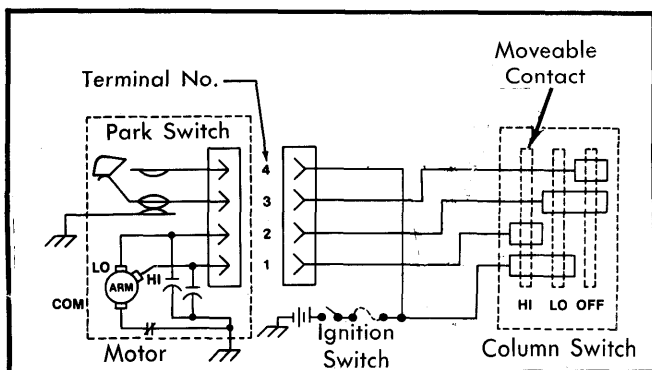 Moveable
Contact
Terminal No.
Park Switch
4
3
2
1
LO
ARM
HI
COM
Motor
Ignition
Switch
HI LO OFF
Column Switch